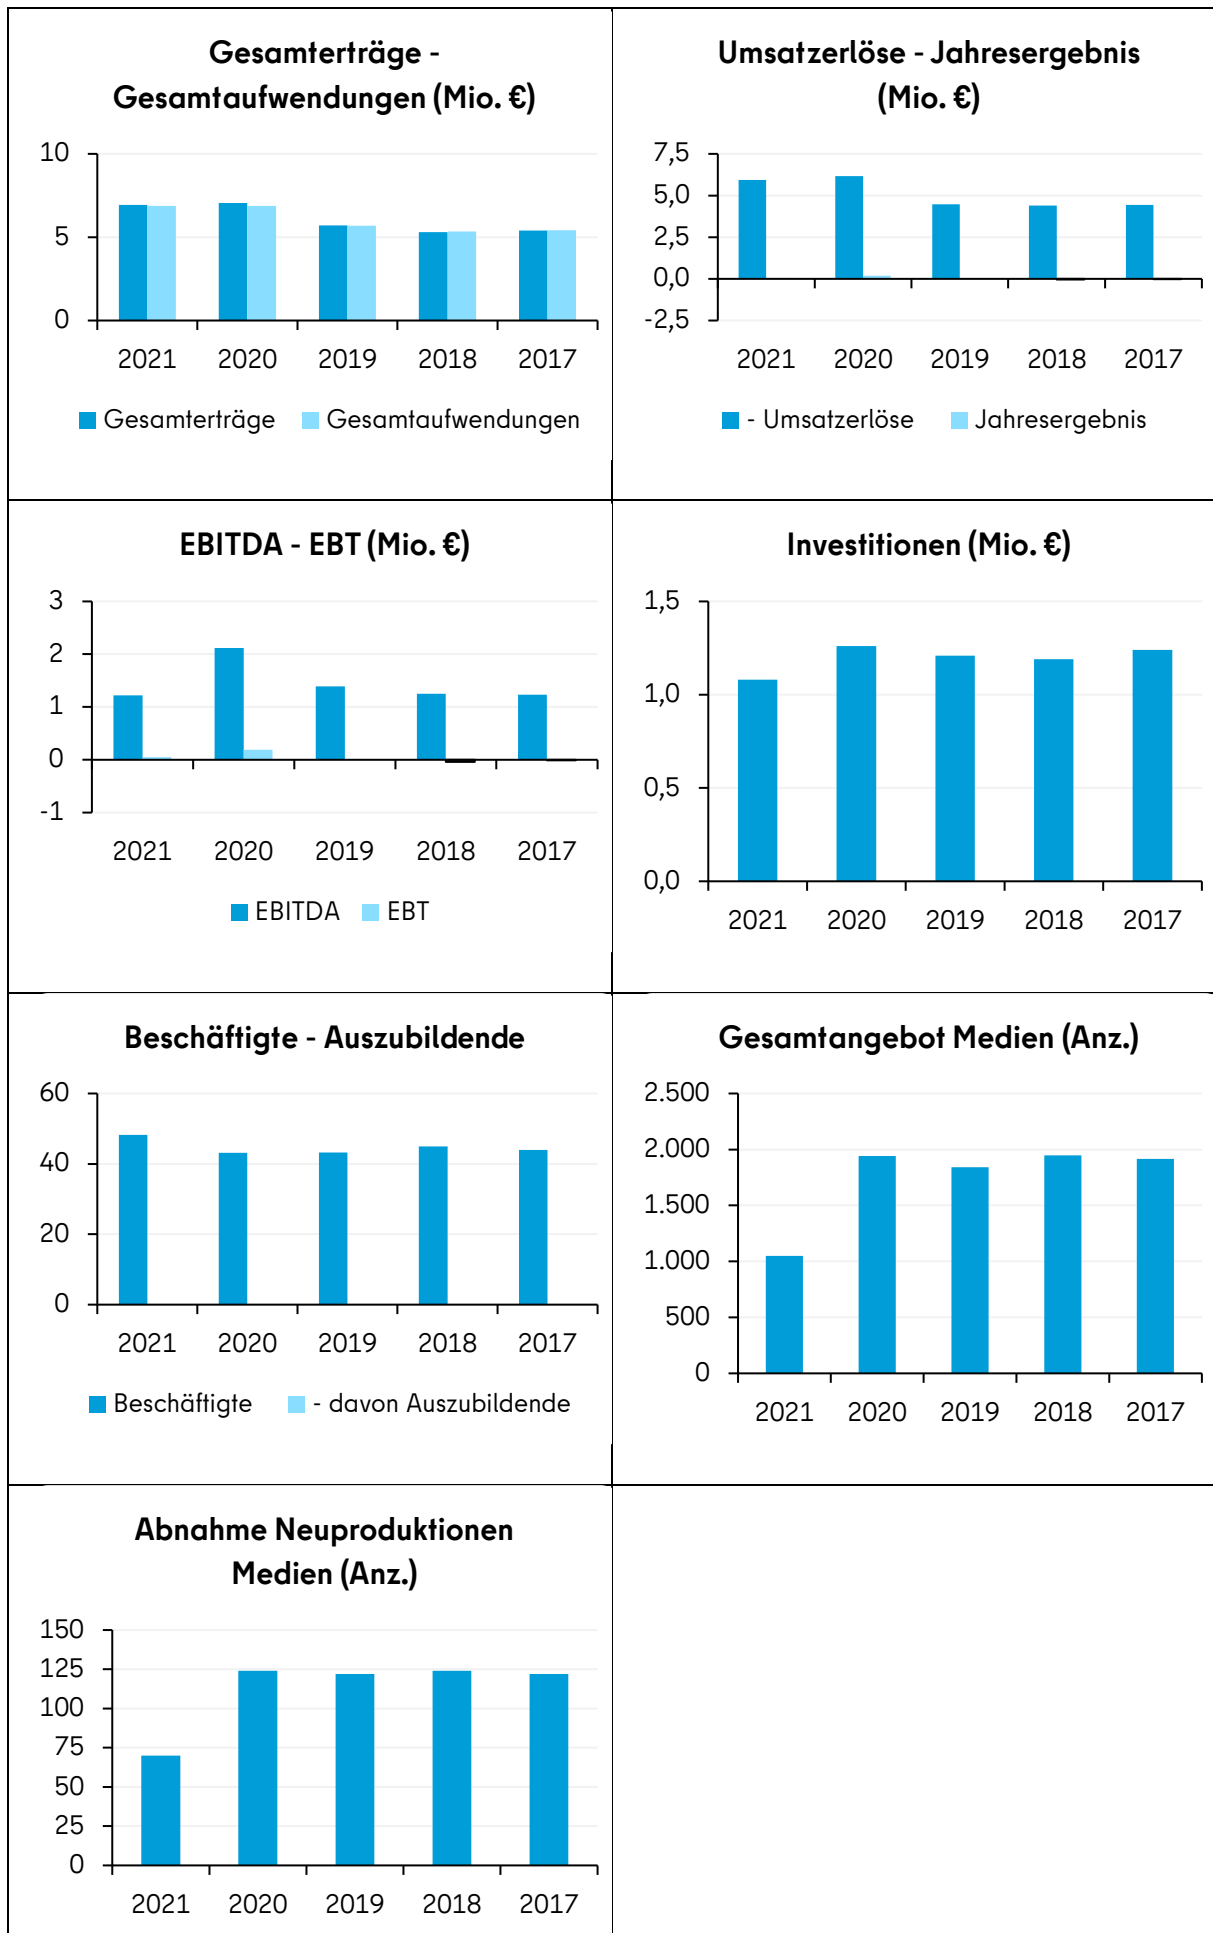 Gesamterträge -
Gesamtaufwendungen (Mio. €)
10
5
0
2021 2020 2019 2018 2017
Gesamterträge Gesamtaufwendungen
Umsatzerlöse - Jahresergebnis
(Mio. €)
7,5
5,0
2,5
0,0
-2,5
2021 2020 2019 2018 2017
- Umsatzerlöse Jahresergebnis
EBITDA - EBT (Mio. €)
3
2
1
0
-1
2021 2020 2019 2018 2017
EBITDA EBT
Investitionen (Mio. €)
1,5
1,0
0,5
0,0
2021 2020 2019 2018 2017
Beschäftigte - Auszubildende
60
40
20
0
2021 2020 2019 2018 2017
Beschäftigte - davon Auszubildende
Gesamtangebot Medien (Anz.)
2.500
2.000
1.500
1.000
500
0
2021 2020 2019 2018 2017
Abnahme Neuproduktionen
Medien (Anz.)
150
125
100
75
50
25
0
2021 2020 2019 2018 2017